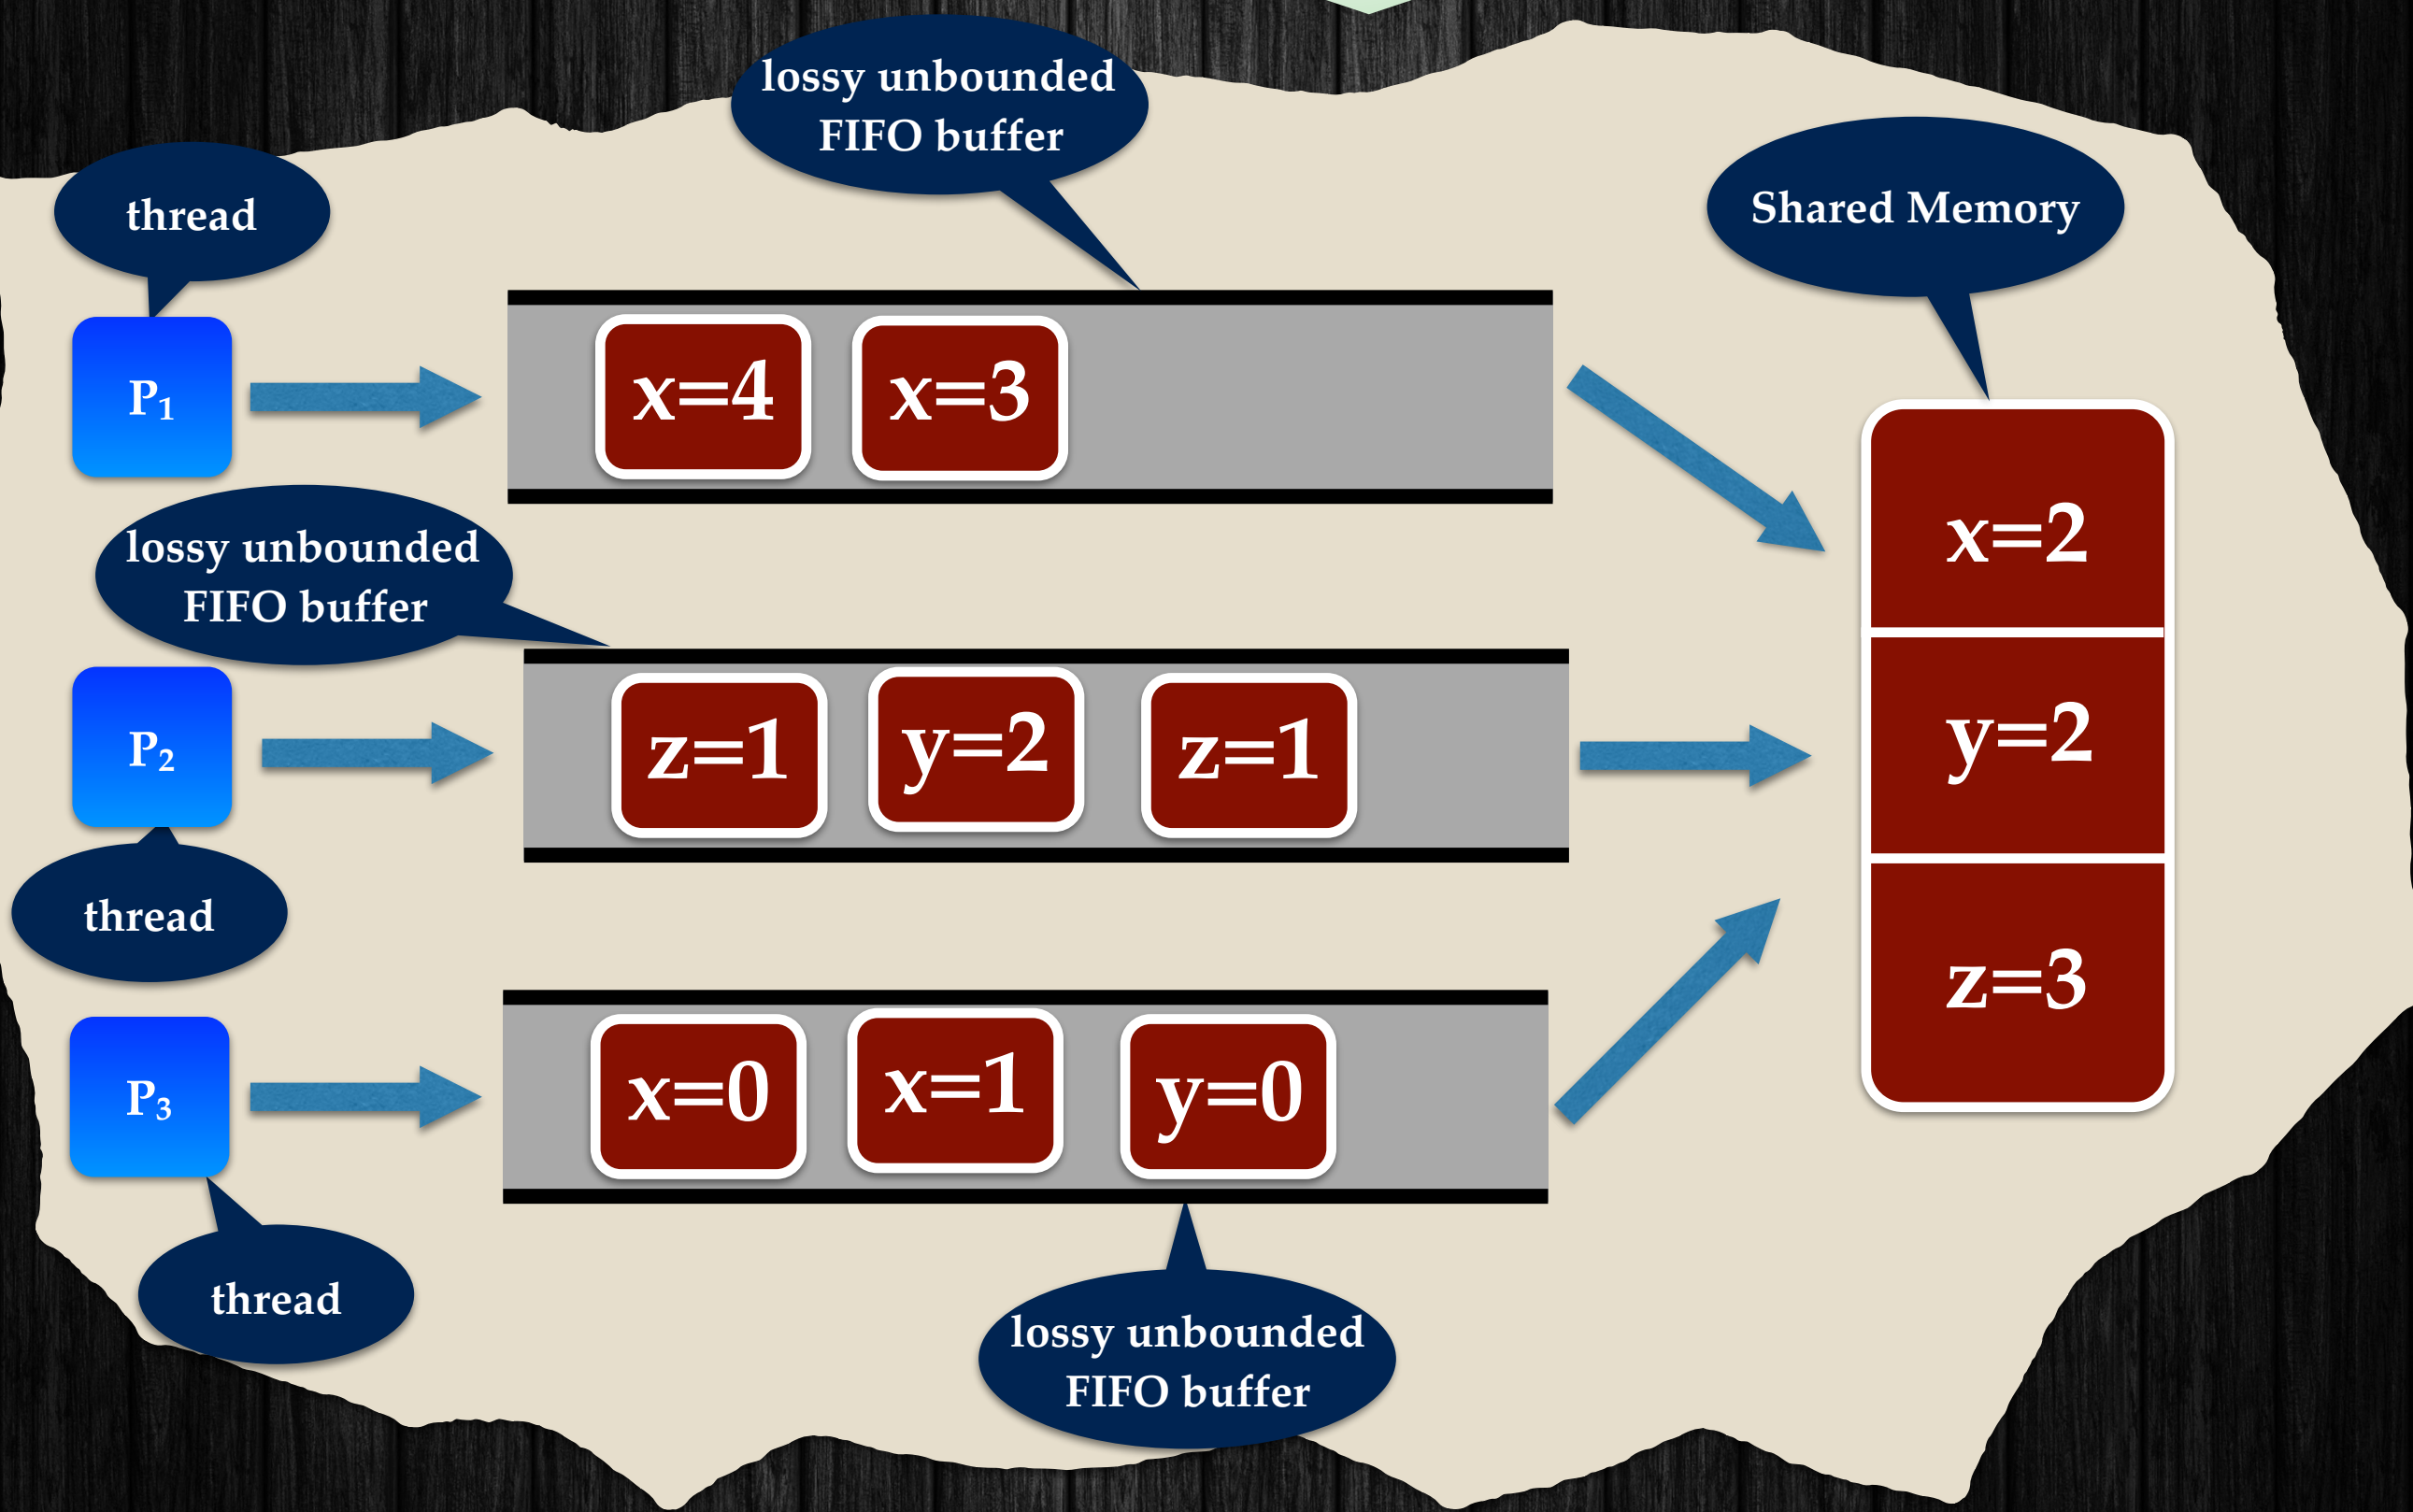 lossy unbounded
FIFO buffer
thread
Shared Memory
P₁
x=4
x=3
x=2
lossy unbounded
FIFO buffer
P₂
z=1
y=2
z=1
y=2
thread
z=3
P₃
x=0
x=1
y=0
thread
lossy unbounded
FIFO buffer